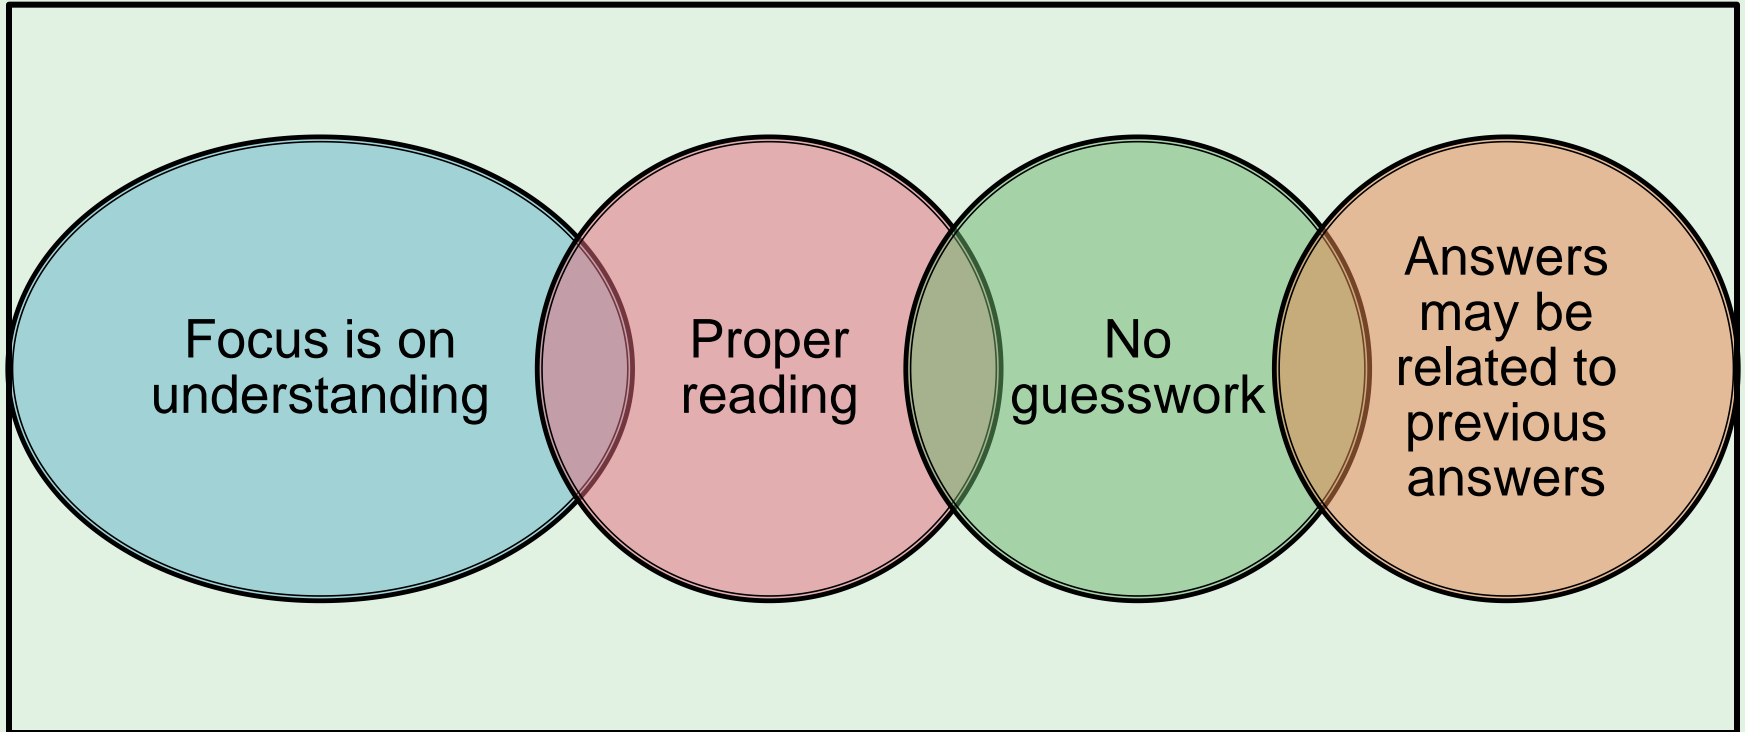 Focus is on
understanding
Proper
reading
No
guesswork
Answers
may be
related to
previous
answers